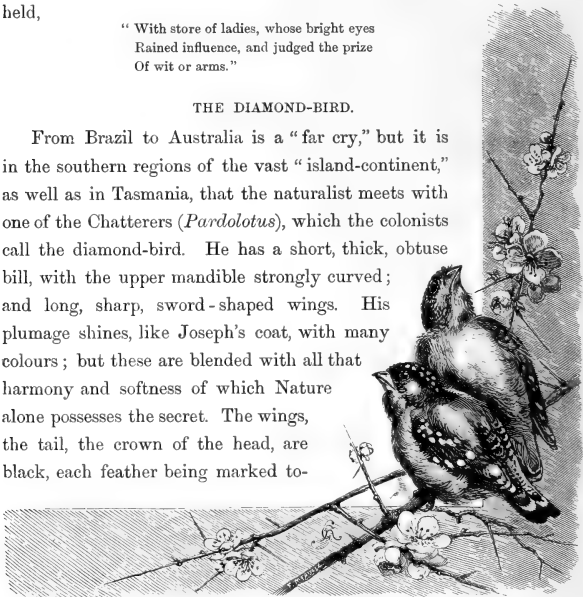 held,
“ With store of ladies, whose bright eyes
Rained influence, and judged the prize
Of wit or arms.”
THE DIAMOND-BIRD.
From Brazil to Australia is a “far cry,” but it is
in the southern regions of the vast “island-continent,”
as well as in Tasmania, that the naturalist meets with
one of the Chatterers (Pardolotus), which the colonists
call the diamond-bird. He has a short, thick, obtuse
bill, with the upper mandible strongly curved ;
and long, sharp, sword-shaped wings. His
plumage shines, like Joseph’s coat, with many
colours ; but these are blended with all that
harmony and softness of which Nature
alone possesses the secret. The wings,
the tail, the crown of the head, are
black, each feather being marked to-